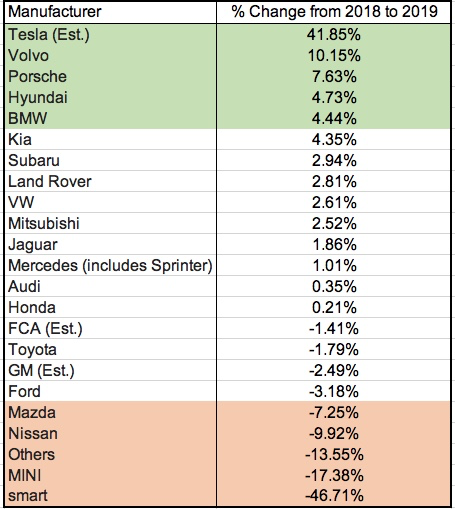 Manufacturer % Change from 2018 to 2019
Tesla (Est.) 41.85%
Volvo 10.15%
Porsche 7.63%
Hyundai 4.73%
BMW 4.44%
Kia 4.35%
Subaru 2.94%
Land Rover 2.81%
VW 2.61%
Mitsubishi 2.52%
Jaguar 1.86%
Mercedes (includes Sprinter) 1.01%
Audi 0.35%
Honda 0.21%
FCA (Est.) -1.41%
Toyota -1.79%
GM (Est.) -2.49%
Ford -3.18%
Mazda -7.25%
Nissan -9.92%
Others -13.55%
MINI -17.38%
smart -46.71%